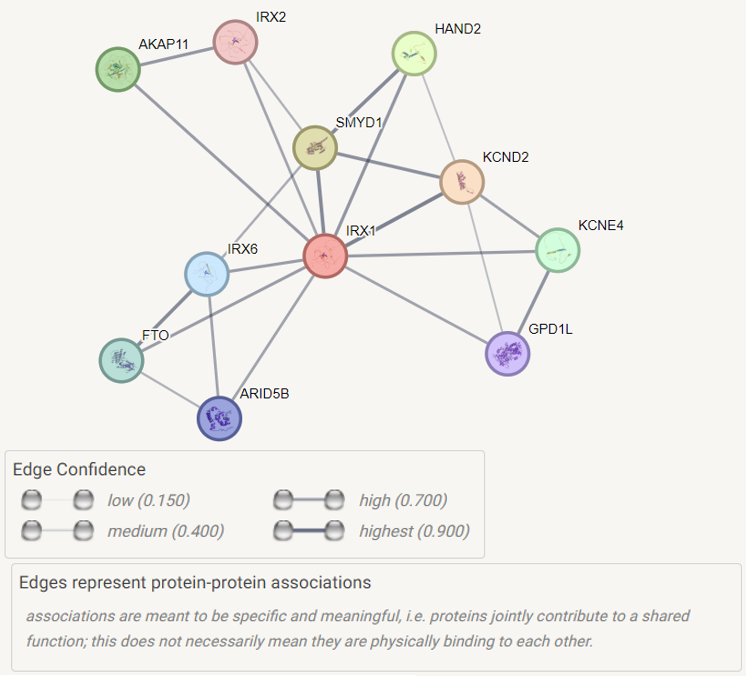 IRX2
HAND2
AKAP11
SMYD1
KCND2
KCNE4
IRX1
IRX6
GPD1L
FTO
ARID5B
Edge Confidence
low (0.150)
high (0.700)
medium (0.400)
highest (0.900)
Edges represent protein-protein associations
associations are meant to be specific and meaningful, i.e. proteins jointly contribute to a shared
function; this does not necessarily mean they are physically binding to each other.